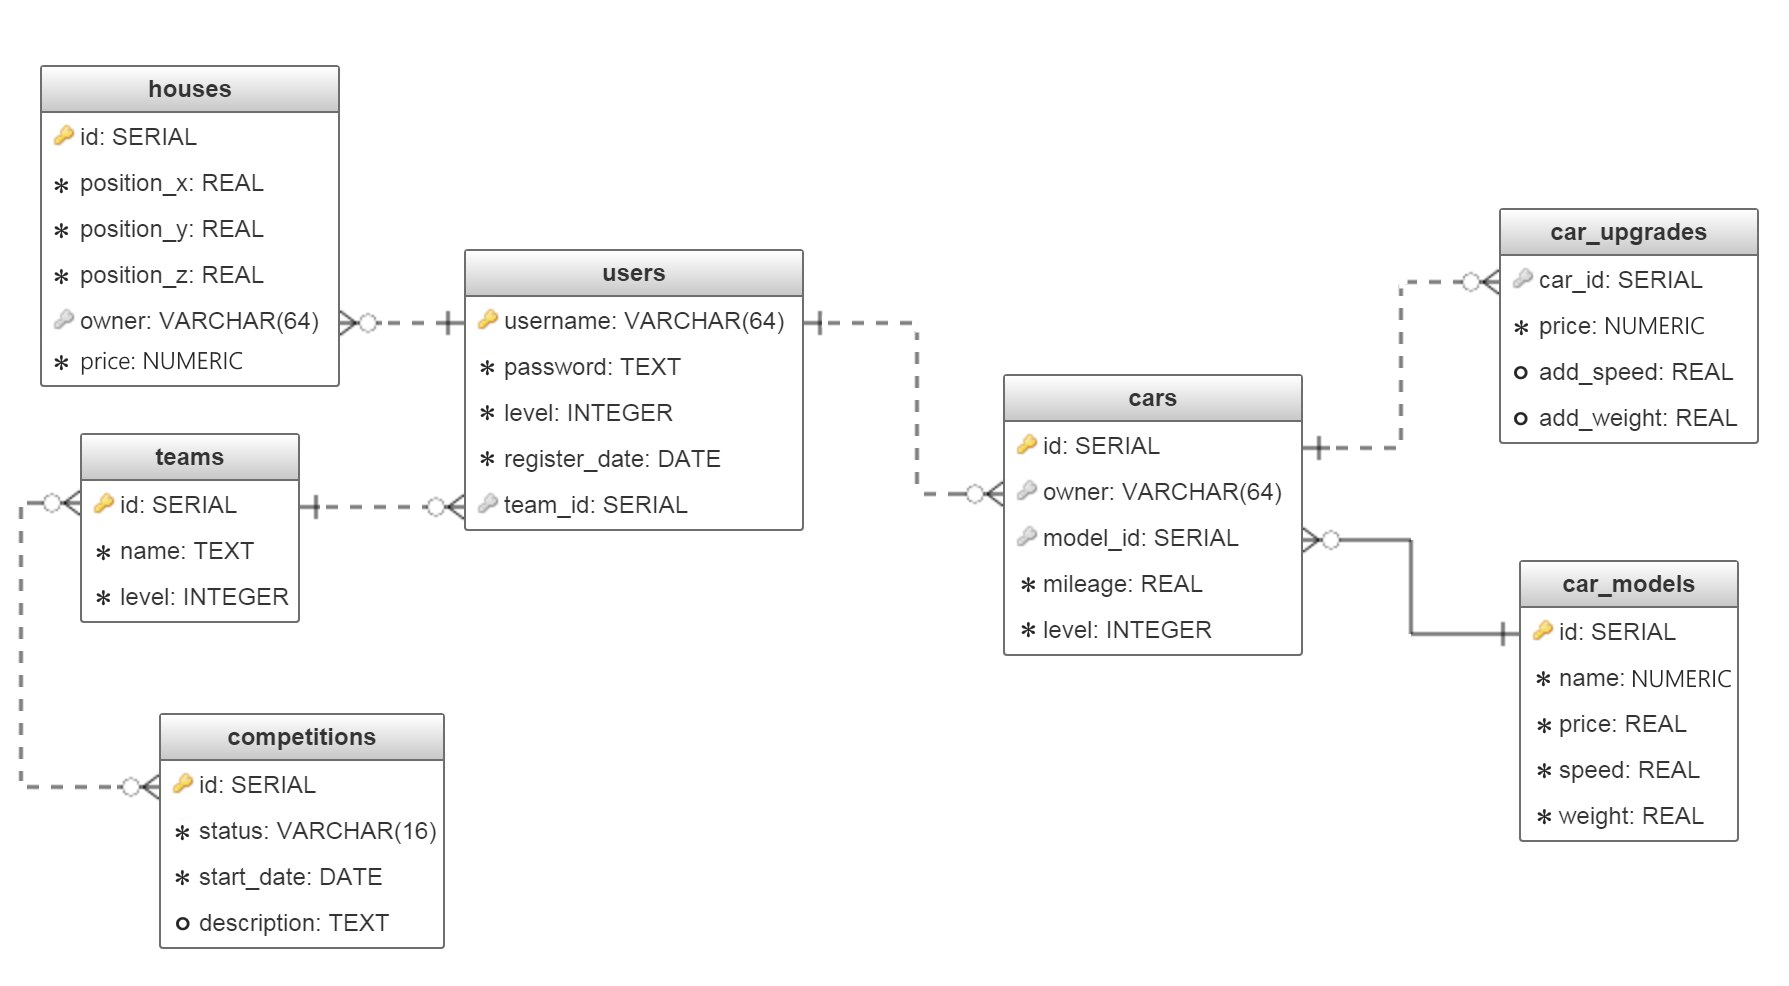 houses
id: SERIAL
* position_x: REAL
* position_y: REAL
* position_z: REAL
owner: VARCHAR(64)
* price: NUMERIC
users
username: VARCHAR(64)
* password: TEXT
* level: INTEGER
* register_date: DATE
team_id: SERIAL
teams
id: SERIAL
* name: TEXT
* level: INTEGER
competitions
id: SERIAL
* status: VARCHAR(16)
* start_date: DATE
description: TEXT
cars
id: SERIAL
owner: VARCHAR(64)
model_id: SERIAL
* mileage: REAL
* level: INTEGER
car_upgrades
car_id: SERIAL
* price: NUMERIC
add_speed: REAL
add_weight: REAL
car_models
id: SERIAL
* name: NUMERIC
* price: REAL
* speed: REAL
* weight: REAL